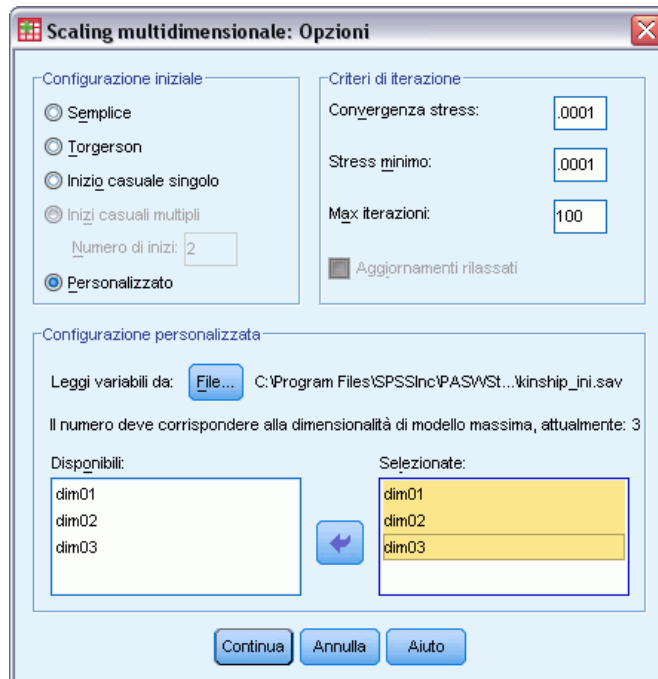 Scaling multidimensionale: Opzioni
Configurazione iniziale
Semplice
Torgerson
Inizio casuale singolo
Inizi casuali multipli
Numero di inizi: 2
Personalizzato
Criteri di iterazione
Convergenza stress: .0001
Stress minimo: .0001
Max iterazioni: 100
Aggiornamenti rilassati
Configurazione personalizzata
Leggi variabili da: File... C:\Program Files\SPSSInc\PASWSt...\kinship_ini.sav
Il numero deve corrispondere alla dimensionalità di modello massima, attualmente: 3
Disponibili:
dim01
dim02
dim03
Selezionate:
dim01
dim02
dim03
Continua Annulla Aiuto